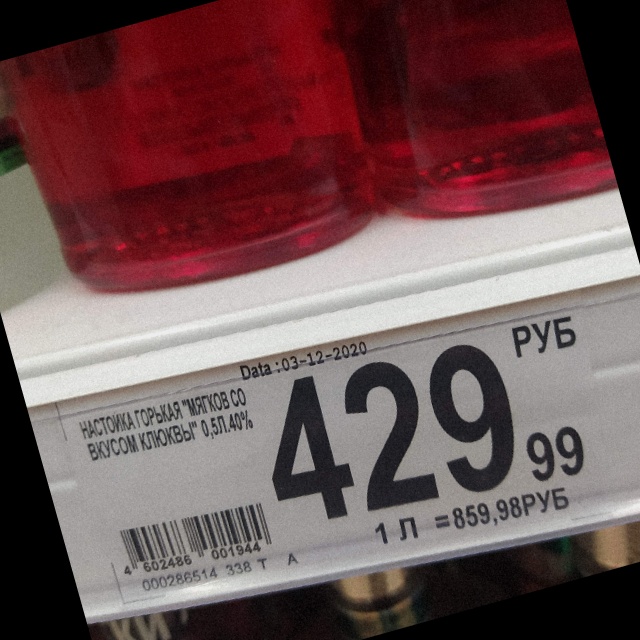 Data :03-12-2020
РУБ
НАСТОЙКА ГОРЬКАЯ "МЯГКОВ СО
ВКУСОМ КЛЮКВЫ" 0,5Л.40%
429
99
1 Л =859,98РУБ
4 602486 001944
000286514 338 Т А